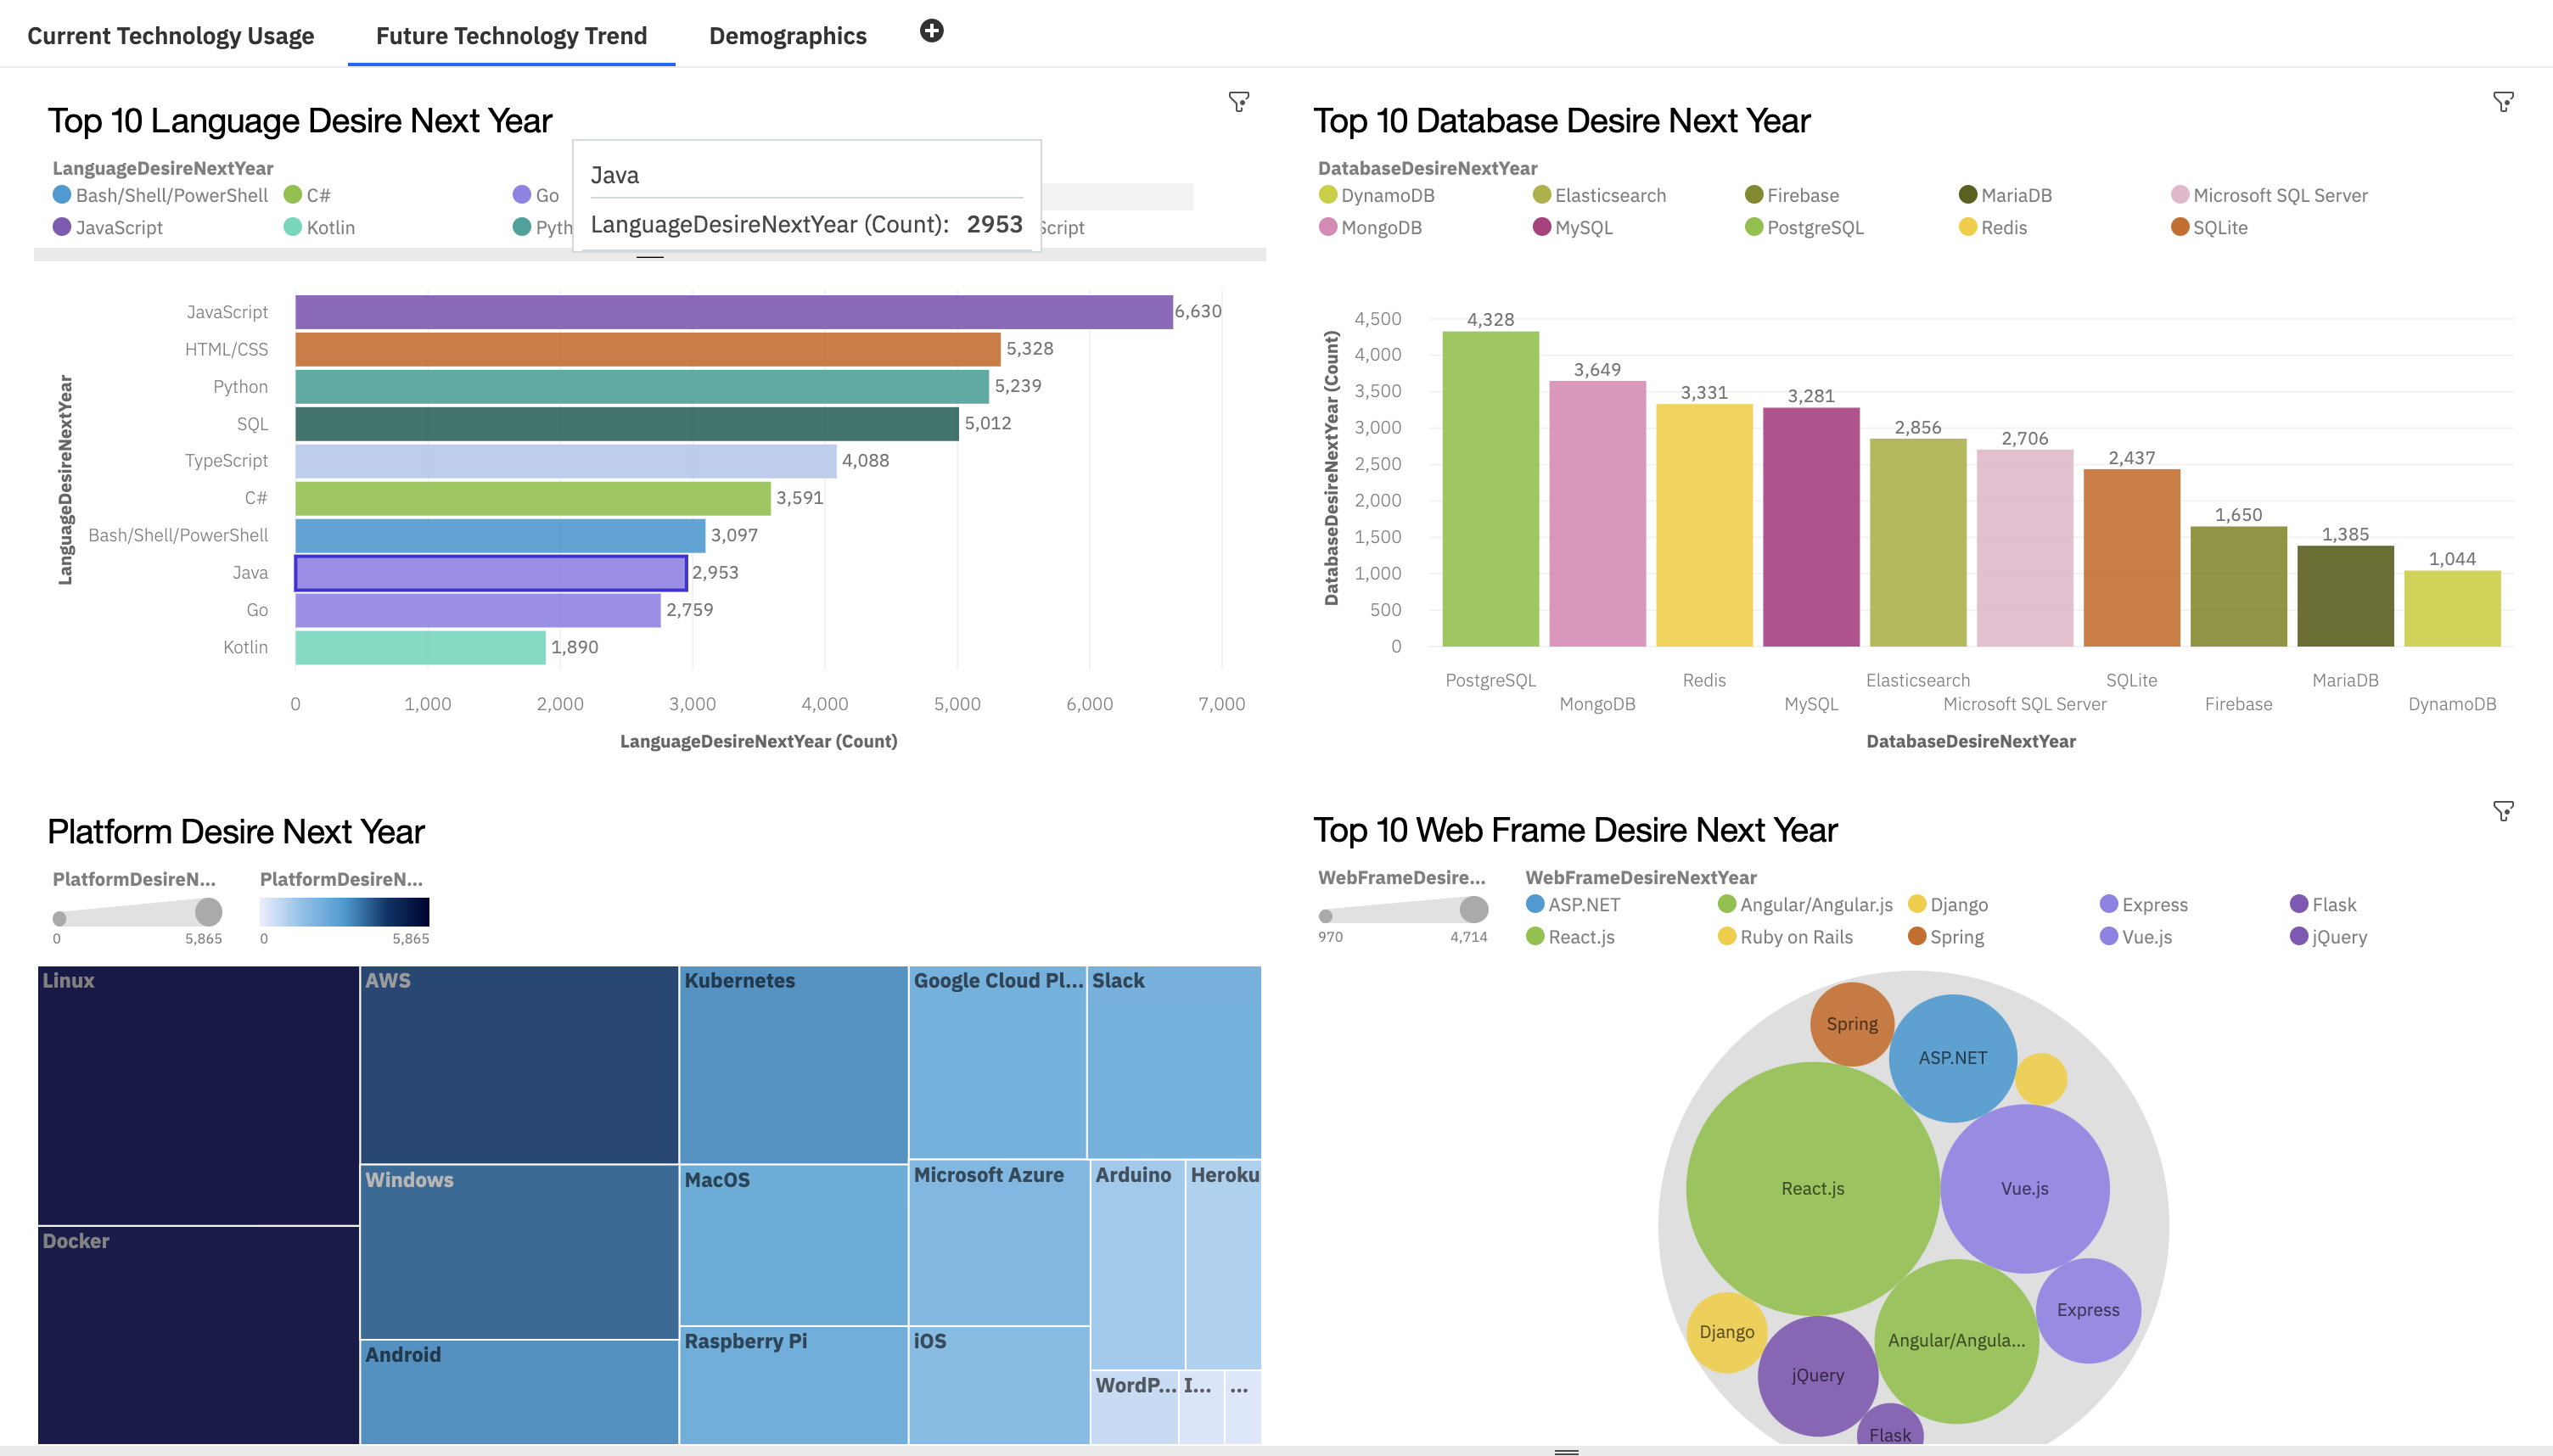 Current Technology Usage
Future Technology Trend
Demographics
Top 10 Language Desire Next Year
LanguageDesireNextYear
Bash/Shell/PowerShell
C#
Go
JavaScript
Kotlin
Pyth
Script
Java
LanguageDesireNextYear (Count): 2953
LanguageDesireNextYear
JavaScript 6,630
HTML/CSS 5,328
Python 5,239
SQL 5,012
TypeScript 4,088
C# 3,591
Bash/Shell/PowerShell 3,097
Java 2,953
Go 2,759
Kotlin 1,890
0 1,000 2,000 3,000 4,000 5,000 6,000 7,000
LanguageDesireNextYear (Count)
Top 10 Database Desire Next Year
DatabaseDesireNextYear
DynamoDB Elasticsearch Firebase MariaDB Microsoft SQL Server
MongoDB MySQL PostgreSQL Redis SQLite
DatabaseDesireNextYear (Count)
4,500
4,000
3,500
3,000
2,500
2,000
1,500
1,000
500
0
4,328
3,649
3,331
3,281
2,856
2,706
2,437
1,650
1,385
1,044
PostgreSQL Redis Elasticsearch SQLite MariaDB
MongoDB MySQL Microsoft SQL Server Firebase DynamoDB
DatabaseDesireNextYear
Platform Desire Next Year
PlatformDesireN...
0 5,865
PlatformDesireN...
0 5,865
Linux
Docker
AWS
Windows
Android
Kubernetes
MacOS
Raspberry Pi
Google Cloud Pl...
Slack
Microsoft Azure
Arduino
Heroku
iOS
WordP...
I...
...
Top 10 Web Frame Desire Next Year
WebFrameDesire...
970 4,714
WebFrameDesireNextYear
ASP.NET Angular/Angular.js Django Express Flask
React.js Ruby on Rails Spring Vue.js jQuery
Spring
ASP.NET
React.js
Vue.js
Express
Django
Angular/Angula...
jQuery
Flask